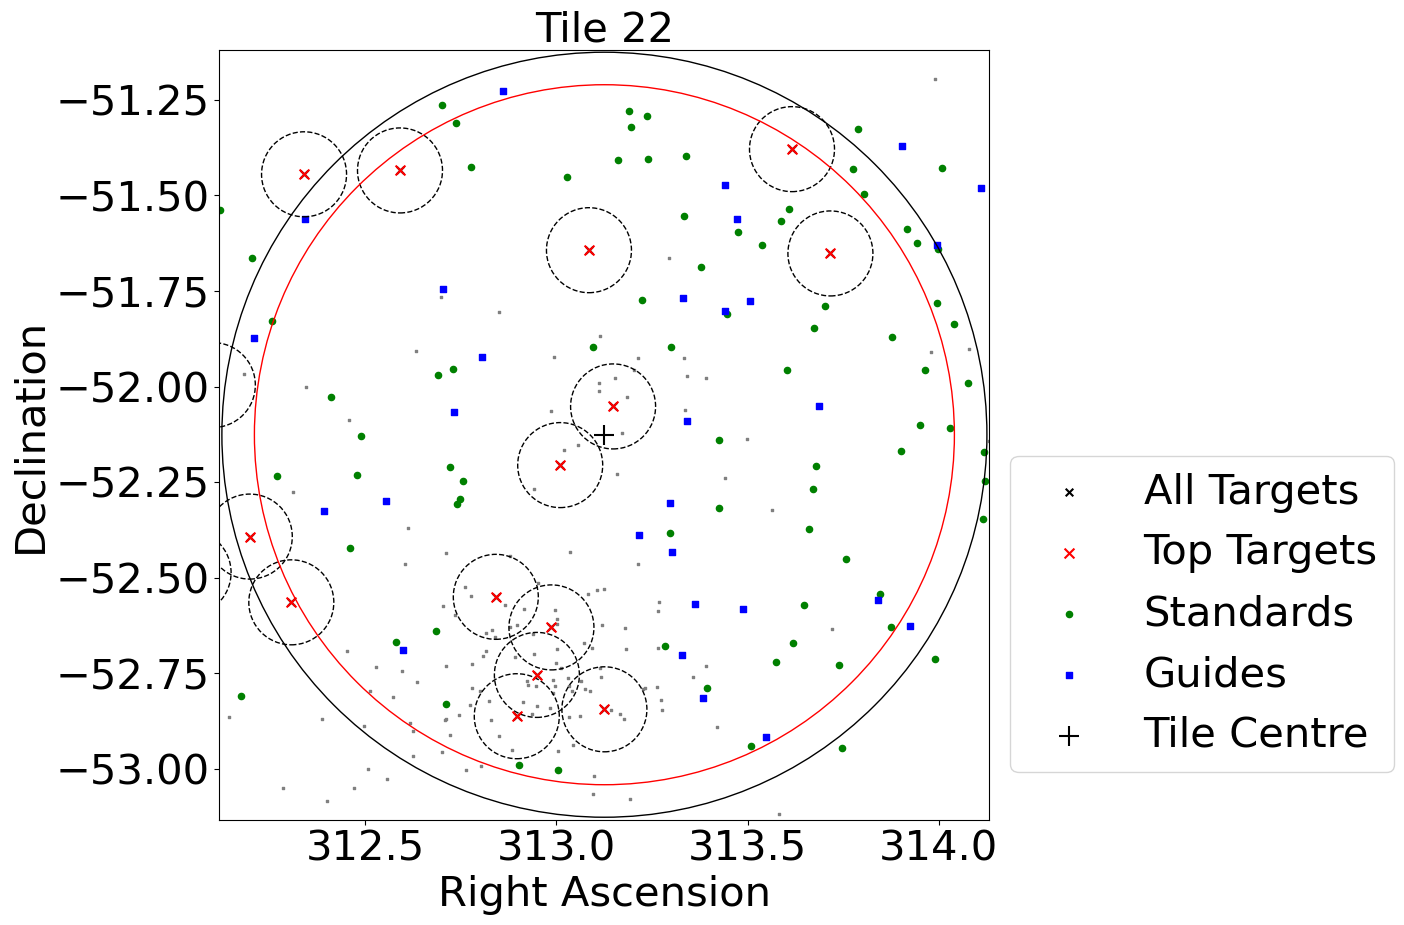 Tile 22
−51.25
−51.50
−51.75
−52.00
−52.25
−52.50
−52.75
−53.00
Declination
312.5 313.0 313.5 314.0
Right Ascension
All Targets
Top Targets
Standards
Guides
Tile Centre